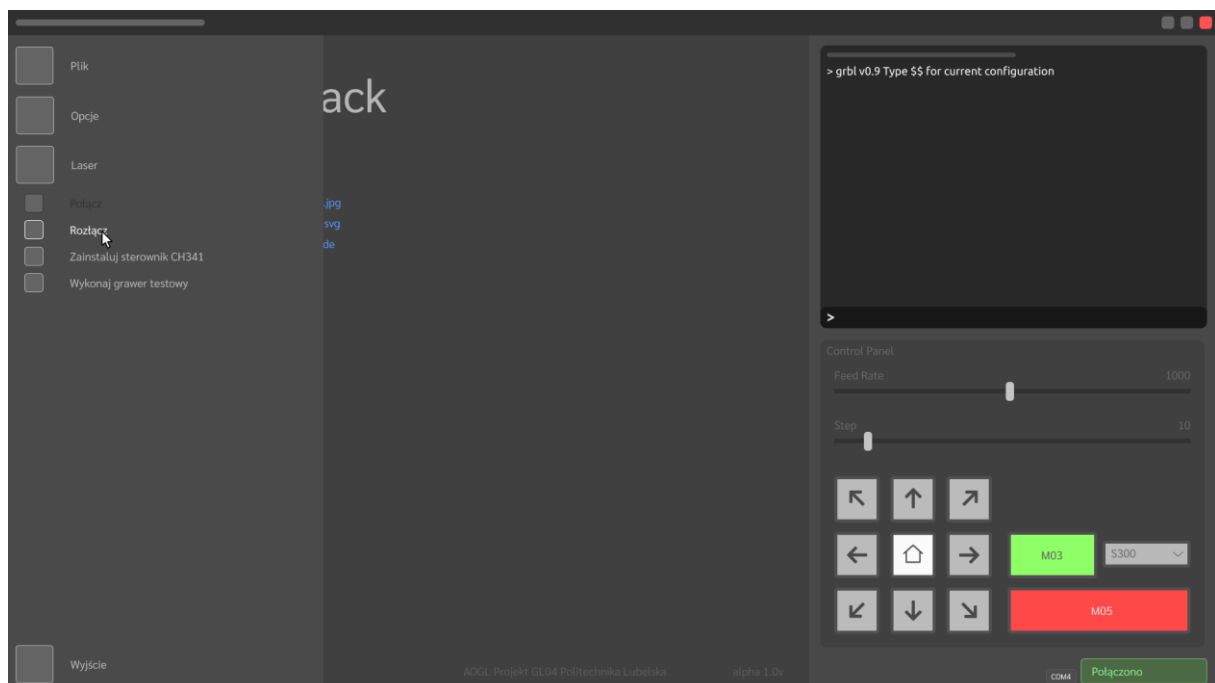 Plik
Opcje
Laser
Połącz
Rozłącz
Zainstaluj sterownik CH341
Wykonaj grawer testowy
Wyjście
ack
.jpg
svg
de
AOGL Projekt GL04 Politechnika Lubelska alpha 1.0v
> grbl v0.9 Type $$ for current configuration
>
Control Panel
Feed Rate 1000
Step 10
M03 S300
M05
COM4 Połączono